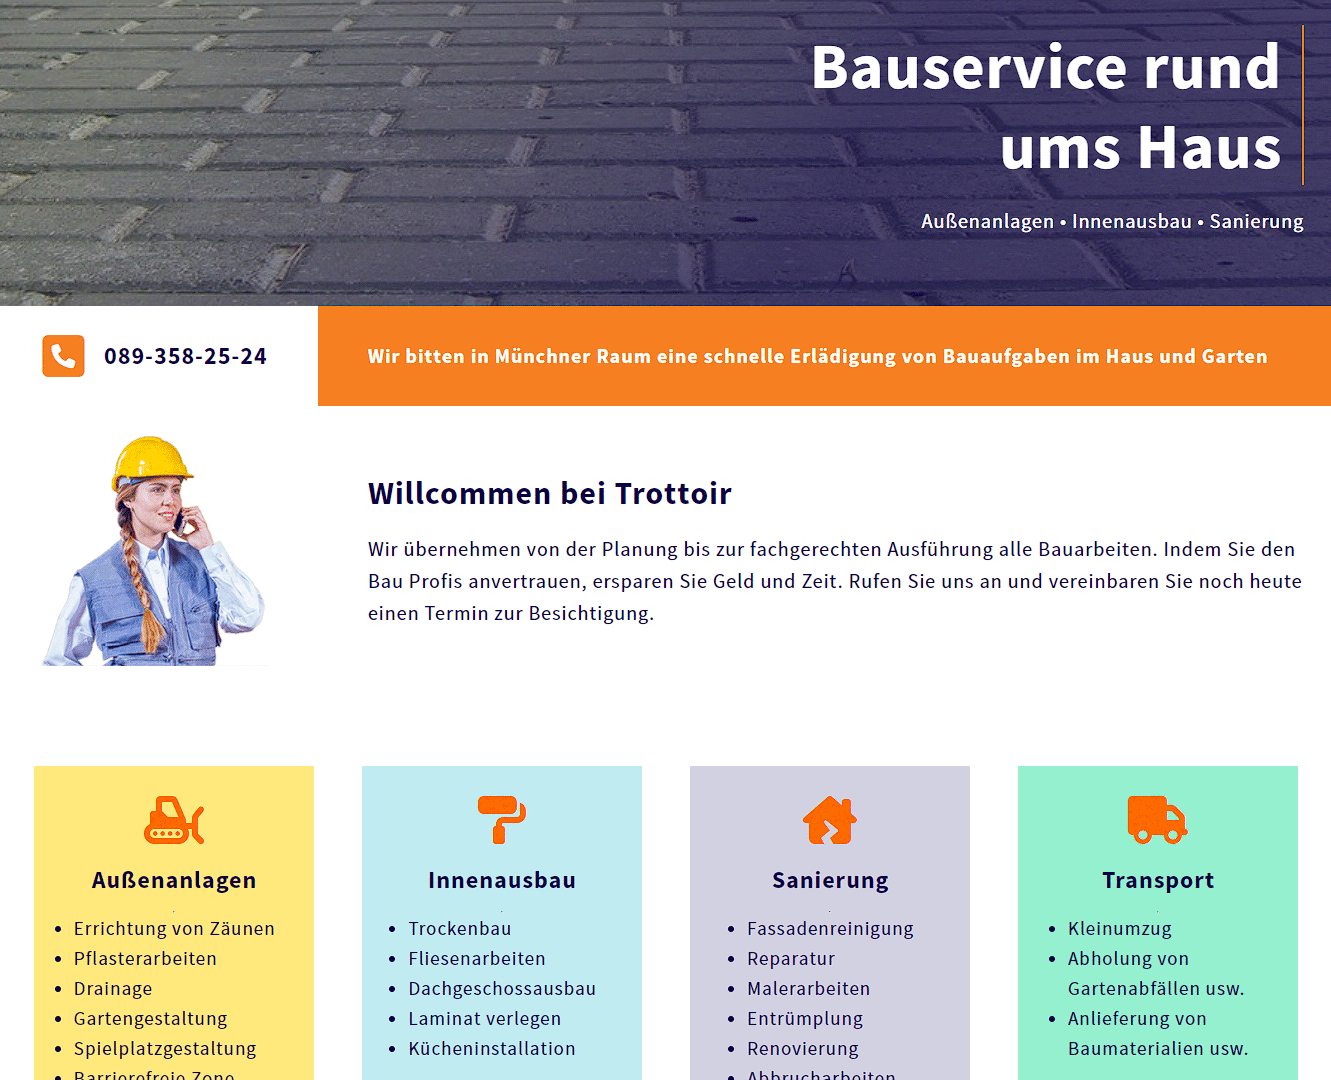 Bauservice rund
ums Haus
Außenanlagen • Innenausbau • Sanierung
089-358-25-24
Wir bitten in Münchner Raum eine schnelle Erlädigung von Bauaufgaben im Haus und Garten
Willcommen bei Trottoir
Wir übernehmen von der Planung bis zur fachgerechten Ausführung alle Bauarbeiten. Indem Sie den
Bau Profis anvertrauen, ersparen Sie Geld und Zeit. Rufen Sie uns an und vereinbaren Sie noch heute
einen Termin zur Besichtigung.
Außenanlagen
• Errichtung von Zäunen
• Pflasterarbeiten
• Drainage
• Gartengestaltung
• Spielplatzgestaltung
• Barrierefreie Zone
Innenausbau
• Trockenbau
• Fliesenarbeiten
• Dachgeschossausbau
• Laminat verlegen
• Kücheninstallation
Sanierung
• Fassadenreinigung
• Reparatur
• Malerarbeiten
• Entrümplung
• Renovierung
• Abbrucharbeiten
Transport
• Kleinumzug
• Abholung von
Gartenabfällen usw.
• Anlieferung von
Baumaterialien usw.